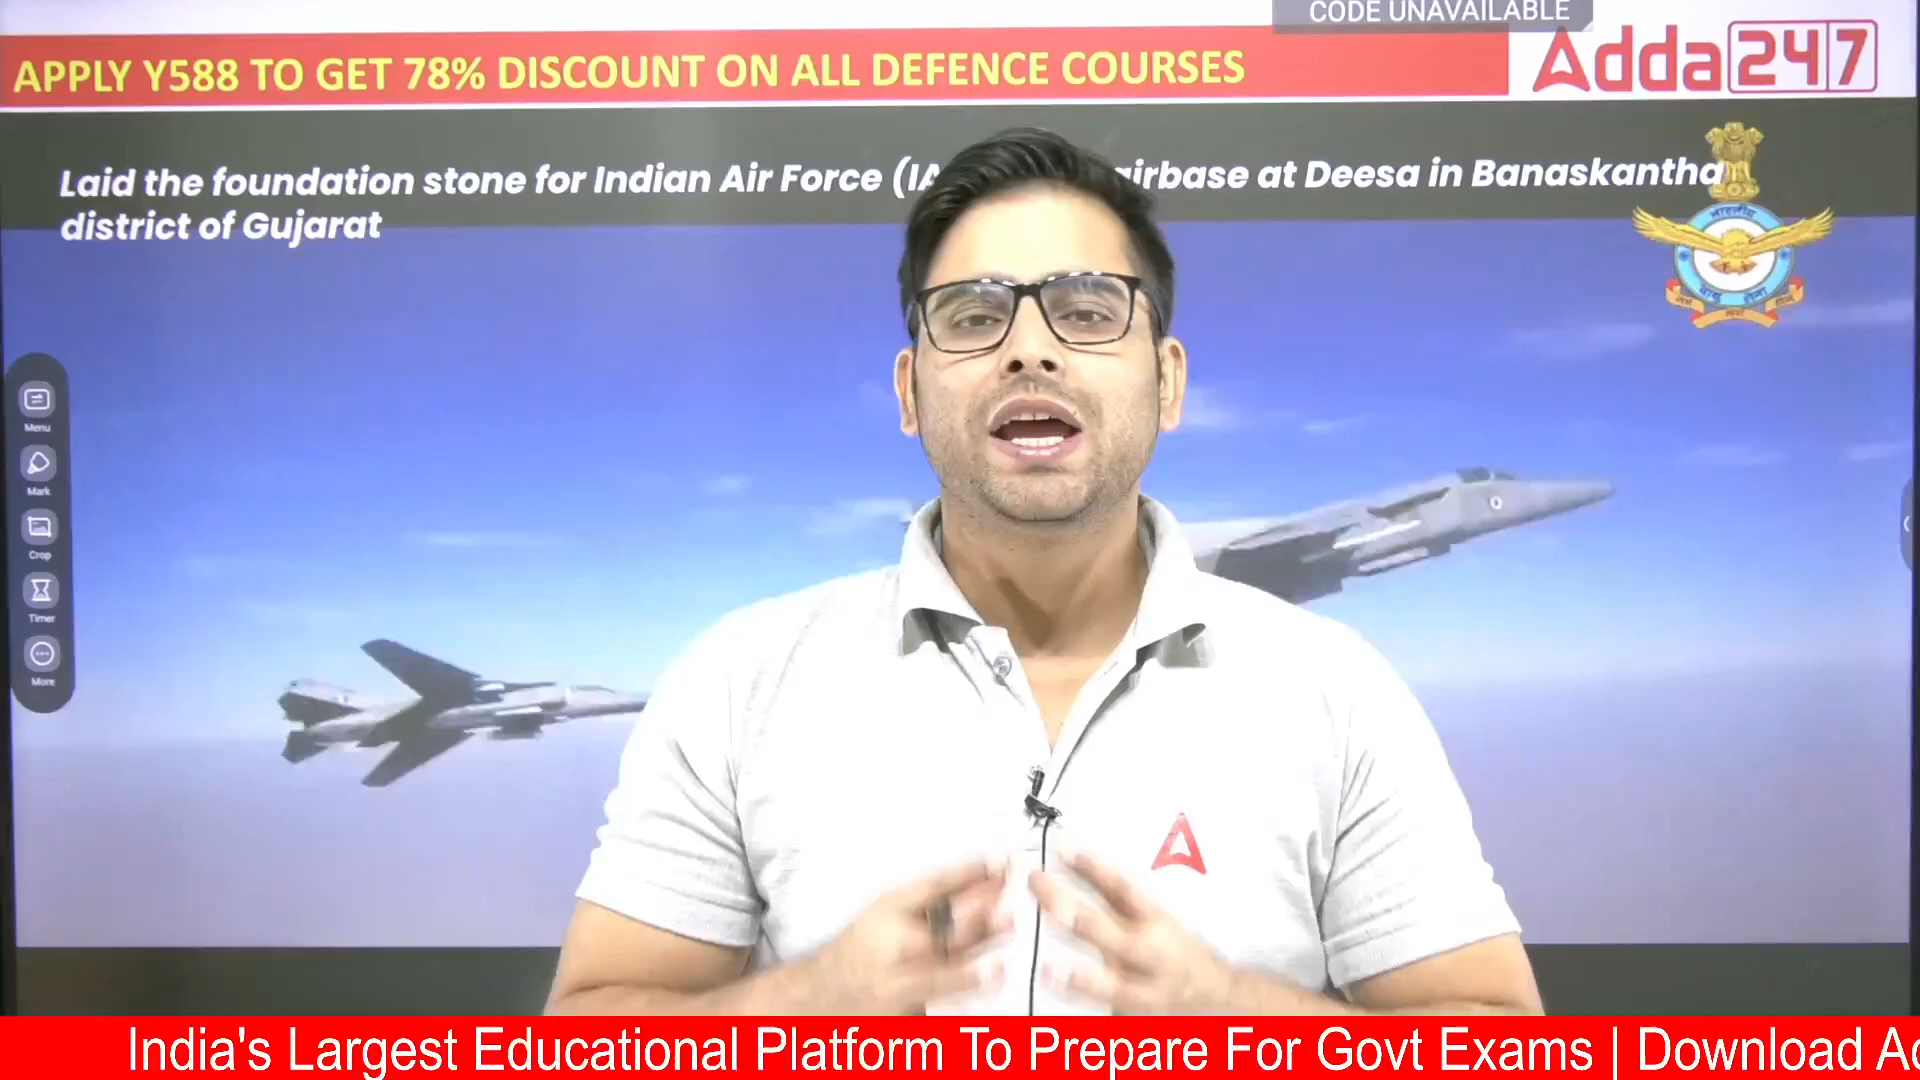 CODE UNAVAILABLE
APPLY Y588 TO GET 78% DISCOUNT ON ALL DEFENCE COURSES
Adda247
Laid the foundation stone for Indian Air Force (IA airbase at Deesa in Banaskantha
district of Gujarat
Menu
Mark
Crop
Timer
More
India's Largest Educational Platform To Prepare For Govt Exams | Download Ad